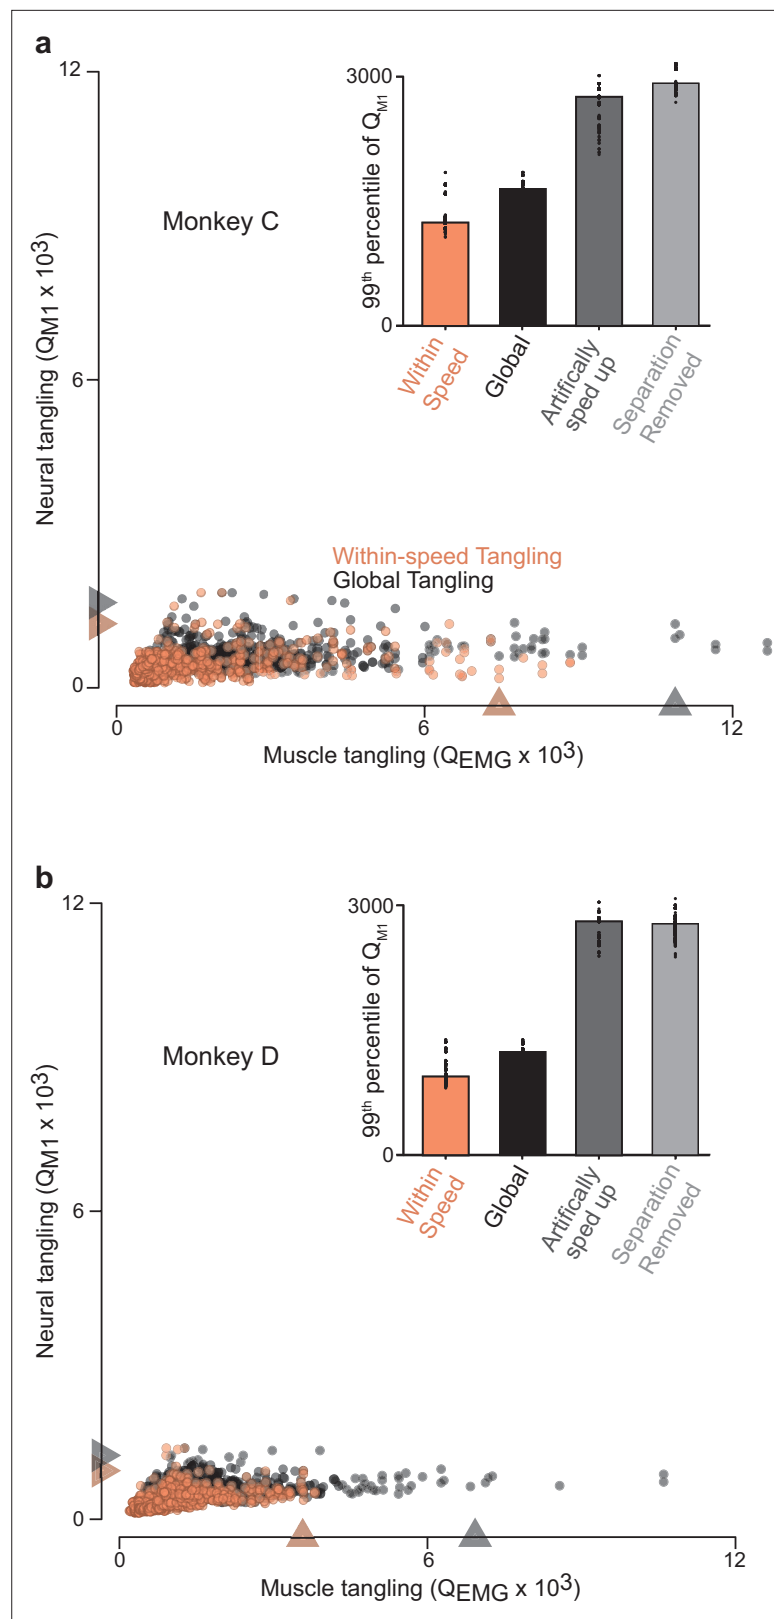 a
12
6
0
Neural tangling (QM1 x 10³)
Monkey C
3000
0
99th percentile of QM1
Within
Speed
Global
Artifically
sped up
Separation
Removed
Within-speed Tangling
Global Tangling
0
6
12
Muscle tangling (QEMG x 10³)
b
12
6
0
Neural tangling (QM1 x 10³)
Monkey D
3000
0
99th percentile of QM1
Within
Speed
Global
Artifically
sped up
Separation
Removed
0
6
12
Muscle tangling (QEMG x 10³)